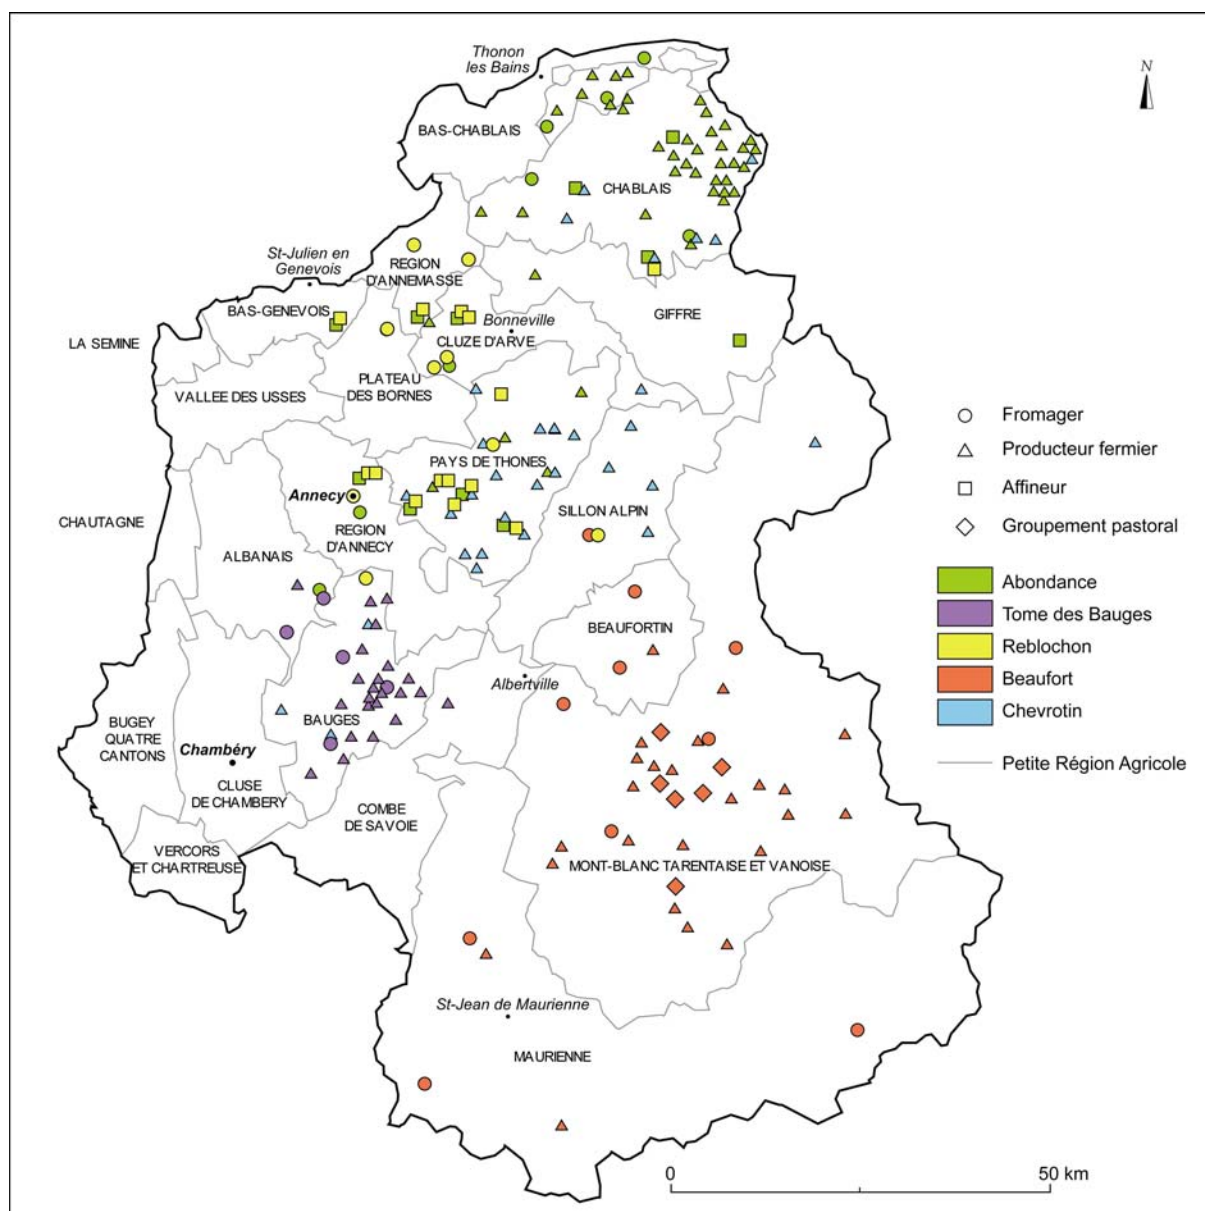 Thonon
les Bains
N
BAS-CHABLAIS
CHABLAIS
St-Julien en
Genevois
REGION
D'ANNEMASSE
BAS-GENEVOIS
GIFFRE
Bonneville
LA SEMINE
CLUZE D'ARVE
PLATEAU
DES BORNES
VALLEE DES USSES
Fromager
Producteur fermier
Affineur
Groupement pastoral
PAYS DE THONES
Annecy
CHAUTAGNE
SILLON ALPIN
REGION
D'ANNECY
ALBANAIS
Abondance
Tome des Bauges
Reblochon
Beaufort
Chevrotin
Petite Région Agricole
BEAUFORTIN
Albertville
BAUGES
BUGEY
QUATRE
CANTONS
Chambéry
CLUSE
DE CHAMBERY
COMBE
DE SAVOIE
VERCORS
ET CHARTREUSE
MONT-BLANC TARENTAISE ET VANOISE
St-Jean de Maurienne
MAURIENNE
0
50 km